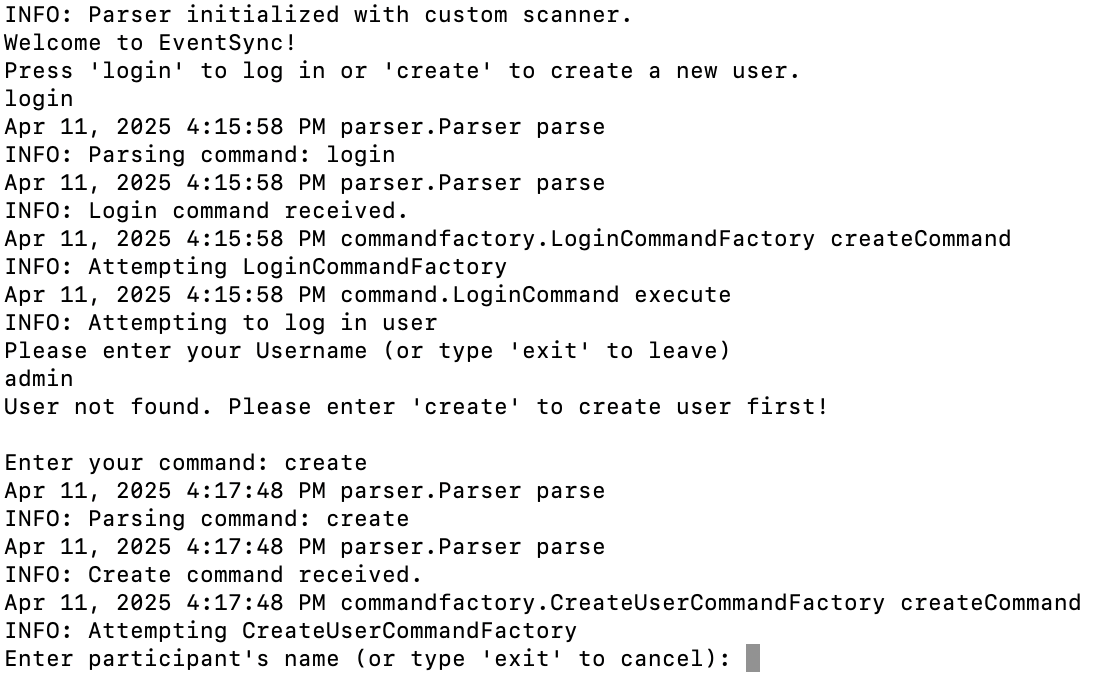 INFO: Parser initialized with custom scanner.
Welcome to EventSync!
Press 'login' to log in or 'create' to create a new user.
login
Apr 11, 2025 4:15:58 PM parser.Parser parse
INFO: Parsing command: login
Apr 11, 2025 4:15:58 PM parser.Parser parse
INFO: Login command received.
Apr 11, 2025 4:15:58 PM commandfactory.LoginCommandFactory createCommand
INFO: Attempting LoginCommandFactory
Apr 11, 2025 4:15:58 PM command.LoginCommand execute
INFO: Attempting to log in user
Please enter your Username (or type 'exit' to leave)
admin
User not found. Please enter 'create' to create user first!
Enter your command: create
Apr 11, 2025 4:17:48 PM parser.Parser parse
INFO: Parsing command: create
Apr 11, 2025 4:17:48 PM parser.Parser parse
INFO: Create command received.
Apr 11, 2025 4:17:48 PM commandfactory.CreateUserCommandFactory createCommand
INFO: Attempting CreateUserCommandFactory
Enter participant's name (or type 'exit' to cancel):